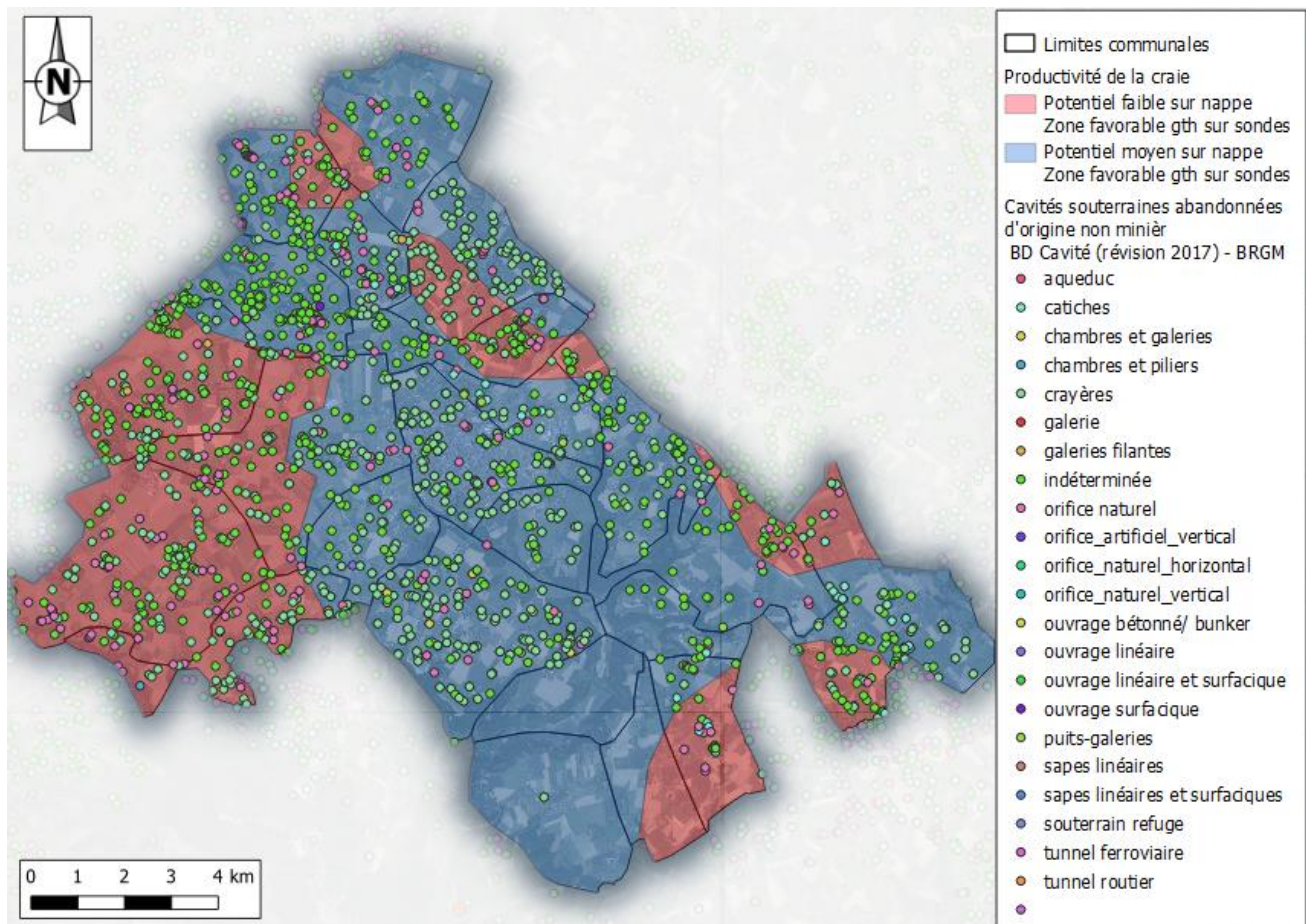 N
Limites communales
Productivité de la craie
Potentiel faible sur nappe
Zone favorable gth sur sondes
Potentiel moyen sur nappe
Zone favorable gth sur sondes
Cavités souterraines abandonnées
d'origine non minièr
BD Cavité (révision 2017) - BRGM
aqueduc
catiches
chambres et galeries
chambres et piliers
crayères
galerie
galeries filantes
indéterminée
orifice naturel
orifice_artificiel_vertical
orifice_naturel_horizontal
orifice_naturel_vertical
ouvrage bétonné/ bunker
ouvrage linéaire
ouvrage linéaire et surfacique
ouvrage surfacique
puits-galeries
sapes linéaires
sapes linéaires et surfaciques
souterrain refuge
tunnel ferroviaire
tunnel routier
0 1 2 3 4 km